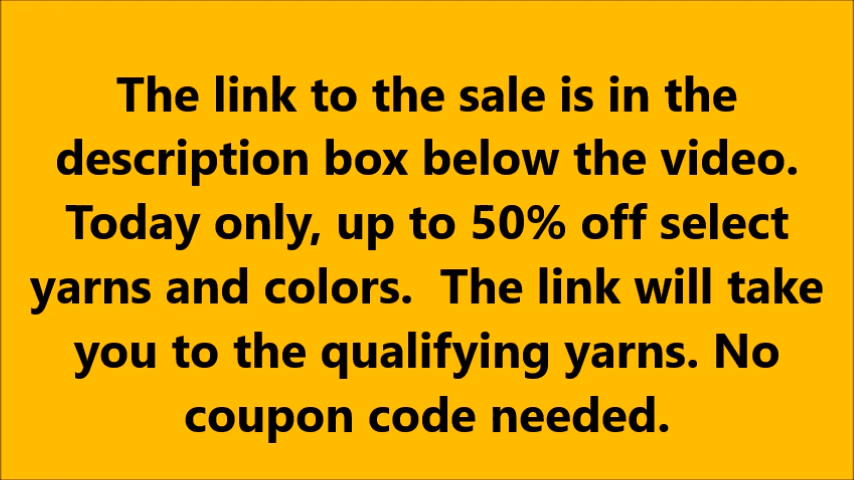 The link to the sale is in the
description box below the video.
Today only, up to 50% off select
yarns and colors.  The link will take
you to the qualifying yarns. No
coupon code needed.